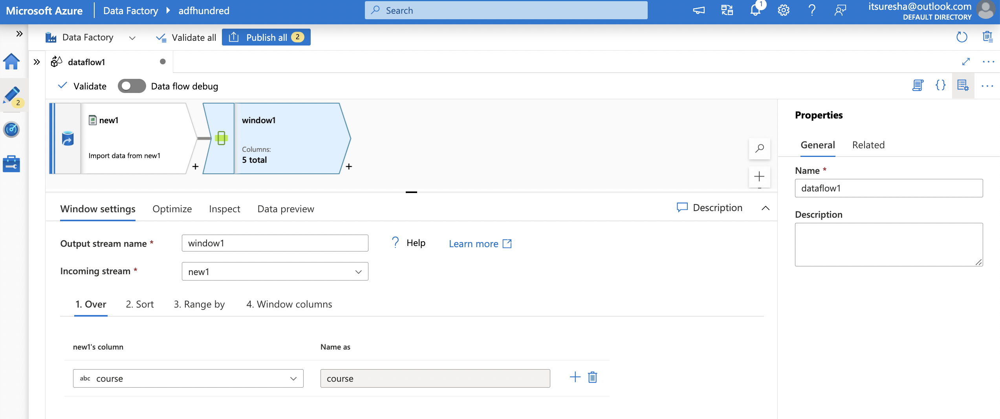 Microsoft Azure
Data Factory
adfhundred
Search
1
itsuresha@outlook.com
DEFAULT DIRECTORY
Data Factory
Validate all
Publish all
2
dataflow1
Validate
Data flow debug
2
new1
Import data from new1
window1
Columns:
5 total
Properties
General
Related
Name *
dataflow1
Description
Window settings
Optimize
Inspect
Data preview
Description
Output stream name *
window1
Help
Learn more
Incoming stream *
new1
1. Over
2. Sort
3. Range by
4. Window columns
new1's column
Name as
abc course
course